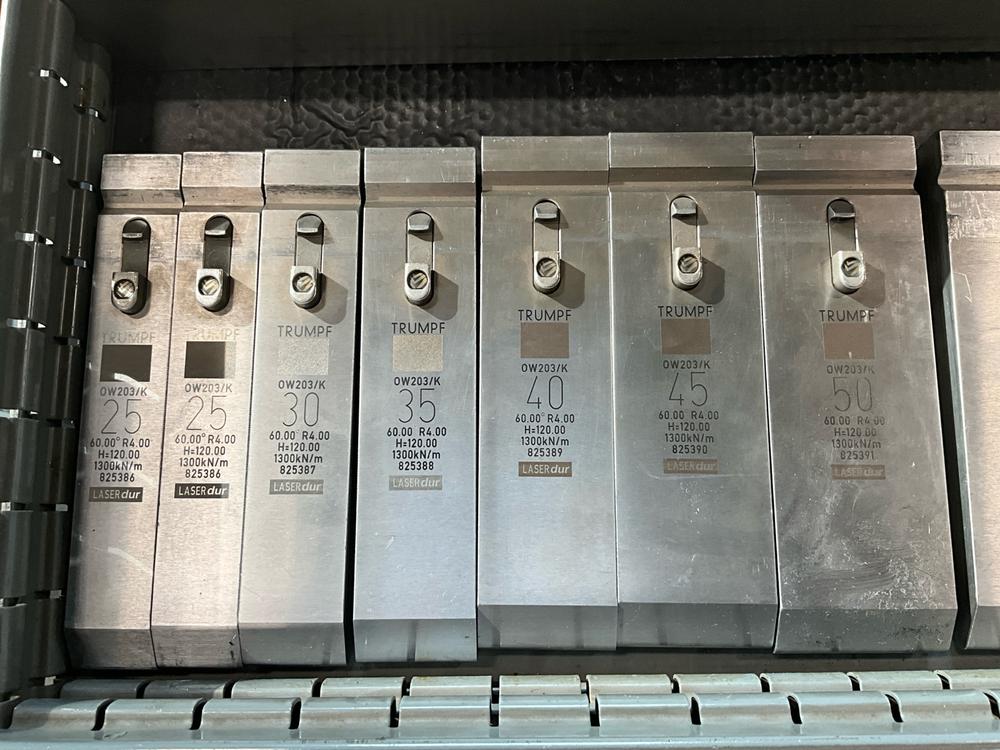 TRUMPF
OW203/K
25
60.00° R4.00
H=120.00
1300kN/m
825386
LASERdur
TRUMPF
OW203/K
25
60.00° R4.00
H=120.00
1300kN/m
825386
LASERdur
TRUMPF
OW203/K
30
60.00 R4.00
H=120.00
1300kN/m
825387
LASERdur
TRUMPF
OW203/K
35
60.00 R4.00
H=120.00
1300kN/m
825388
LASERdur
TRUMPF
OW203/K
40
60.00 R4.00
H=120.00
1300kN/m
825389
LASERdur
TRUMPF
OW203/K
45
60.00 R4.00
H=120.00
1300kN/m
825390
LASERdur
TRUMPF
OW203/K
50
60.00 R4.00
H=120.00
1300kN/m
825391
LASERdur